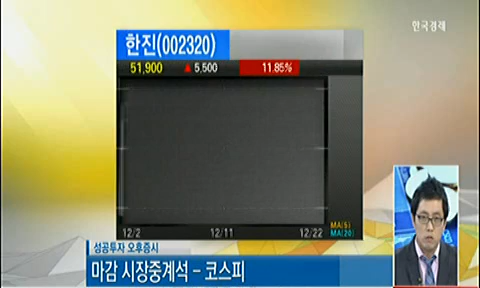 한국경제
한진(002320)
51,900 ▲ 5,500 11.85%
MA(5)
12/2 12/11 12/22 MA(20)
성공투자 오후증시
마감 시장중계석 - 코스피